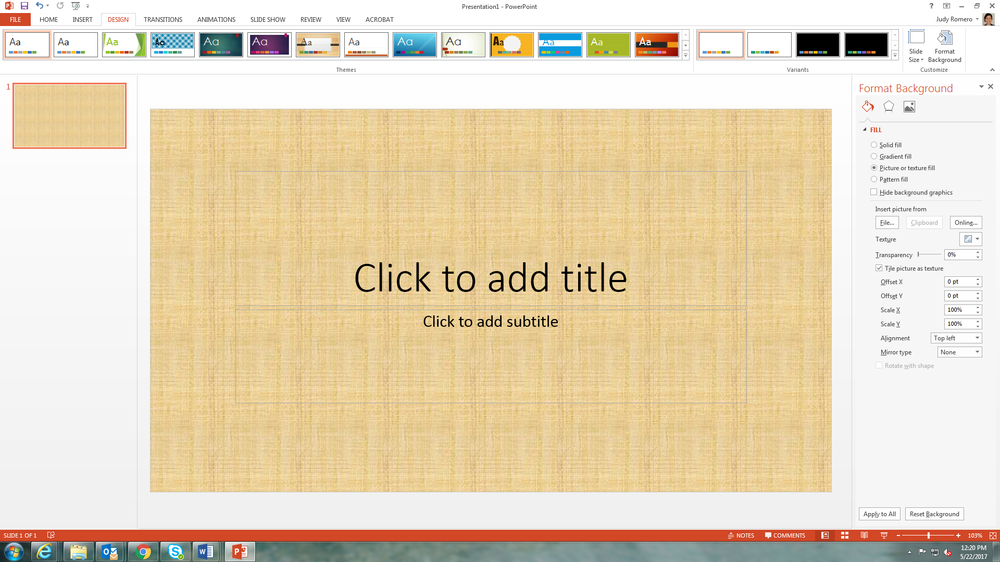 Presentation1 - PowerPoint
?
FILE HOME INSERT DESIGN TRANSITIONS ANIMATIONS SLIDE SHOW REVIEW VIEW ACROBAT
Judy Romero
Aa Aa Aa Aa Aa Aa Aa Aa Aa Aa Aa Aa Aa Aa
Slide Size
Format Background
Themes
Variants
Customize
1
Click to add title
Click to add subtitle
Format Background
FILL
Solid fill
Gradient fill
Picture or texture fill
Pattern fill
Hide background graphics
Insert picture from
File... Clipboard Online...
Texture
Transparency 0%
Tile picture as texture
Offset X 0 pt
Offset Y 0 pt
Scale X 100%
Scale Y 100%
Alignment Top left
Mirror type None
Rotate with shape
Apply to All Reset Background
SLIDE 1 OF 1
NOTES COMMENTS
103%
12:20 PM
5/22/2017